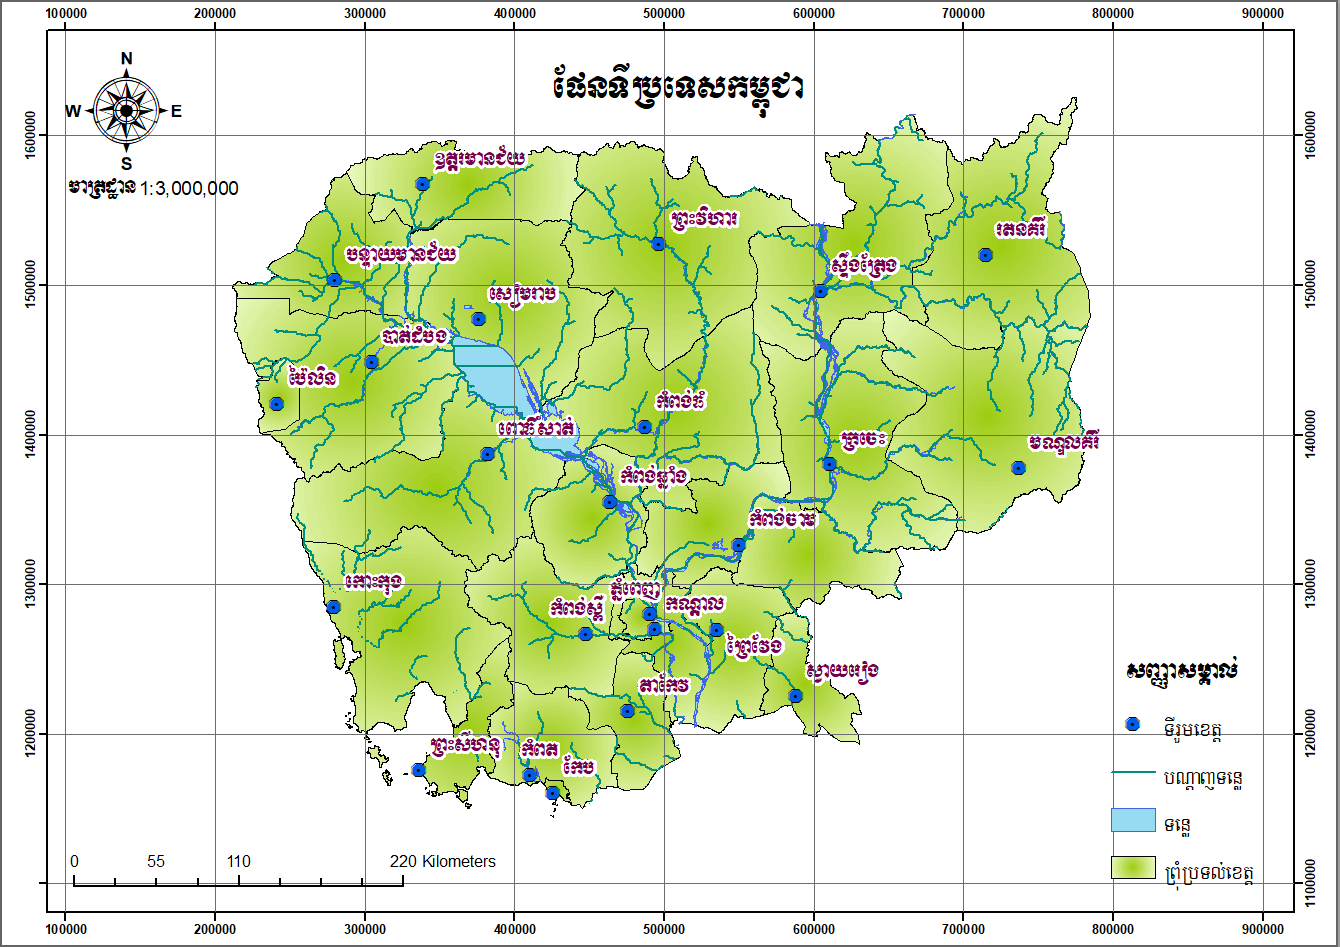 100000 200000 300000 400000 500000 600000 700000 800000 900000
ផែនទីប្រទេសកម្ពុជា
N
W E
S
មាត្រដ្ឋាន 1:3,000,000
1600000 1600000
1500000 1500000
1400000 1400000
1300000 1300000
1200000 1200000
1100000
ឧត្តរមានជ័យ
ព្រះវិហារ
រតនគិរី
បន្ទាយមានជ័យ
ស្ទឹងត្រែង
សៀមរាប
បាត់ដំបង
ប៉ៃលិន
កំពង់ធំ
ពោធិ៍សាត់
ក្រចេះ
មណ្ឌលគិរី
កំពង់ឆ្នាំង
កំពង់ចាម
កោះកុង
ភ្នំពេញ
កំពង់ស្ពឺ
កណ្តាល
ព្រៃវែង
ស្វាយរៀង
តាកែវ
ព្រះសីហនុ
កំពត
កែប
សញ្ញាសម្គាល់
ទីរួមខេត្ត
បណ្តាញទន្លេ
ទន្លេ
ព្រំប្រទល់ខេត្ត
0 55 110 220 Kilometers
100000 200000 300000 400000 500000 600000 700000 800000 900000